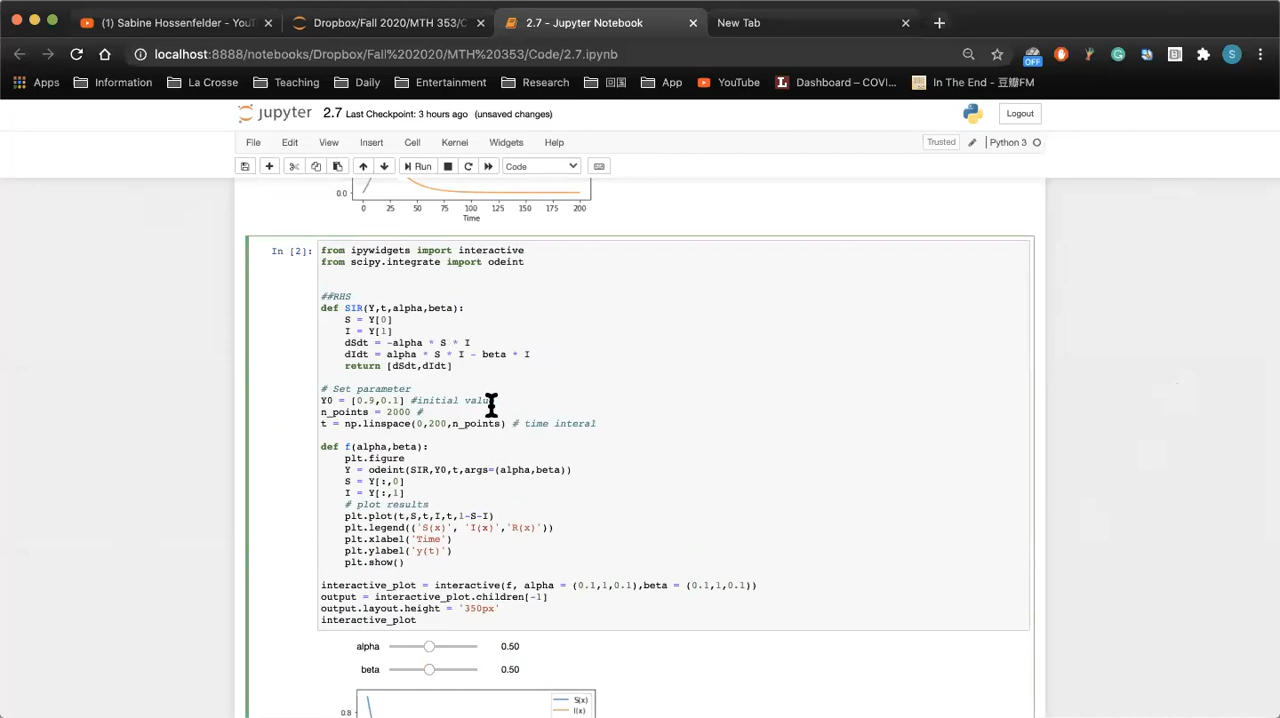 (1) Sabine Hossenfelder - YouT
Dropbox/Fall 2020/MTH 353/C
2.7 - Jupyter Notebook
New Tab
localhost:8888/notebooks/Dropbox/Fall%202020/MTH%20353/Code/2.7.ipynb
OFF
S
Apps
Information
La Crosse
Teaching
Daily
Entertainment
Research
回国
App
YouTube
Dashboard – COVI...
In The End - 豆瓣FM
jupyter
2.7 Last Checkpoint: 3 hours ago (unsaved changes)
Logout
File Edit View Insert Cell Kernel Widgets Help
Trusted
Python 3
Run
Code
0.0
0 25 50 75 100 125 150 175 200
Time
In [2]:
from ipywidgets import interactive
from scipy.integrate import odeint
##RHS
def SIR(Y,t,alpha,beta):
S = Y[0]
I = Y[1]
dSdt = -alpha * S * I
dIdt = alpha * S * I - beta * I
return [dSdt,dIdt]
# Set parameter
Y0 = [0.9,0.1] #initial valu
n_points = 2000 #
t = np.linspace(0,200,n_points) # time interal
def f(alpha,beta):
plt.figure
Y = odeint(SIR,Y0,t,args=(alpha,beta))
S = Y[:,0]
I = Y[:,1]
# plot results
plt.plot(t,S,t,I,t,1-S-I)
plt.legend(('S(x)', 'I(x)','R(x)'))
plt.xlabel('Time')
plt.ylabel('y(t)')
plt.show()
interactive_plot = interactive(f, alpha = (0.1,1,0.1),beta = (0.1,1,0.1))
output = interactive_plot.children[-1]
output.layout.height = '350px'
interactive_plot
alpha 0.50
beta 0.50
S(x)
I(x)
0.8